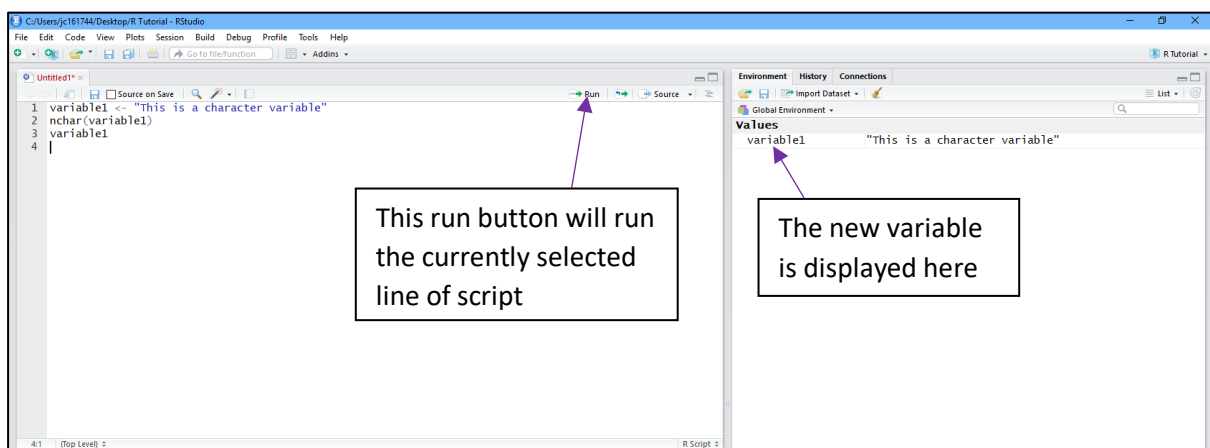 C:/Users/jc161744/Desktop/R Tutorial - RStudio
File Edit Code View Plots Session Build Debug Profile Tools Help
Go to file/function Addins R Tutorial
Untitled1*
Source on Save Run Source
1 variable1 <- "This is a character variable"
2 nchar(variable1)
3 variable1
4
This run button will run
the currently selected
line of script
4:1 (Top Level) R Script
Environment History Connections
Import Dataset List
Global Environment
Values
variable1 "This is a character variable"
The new variable
is displayed here